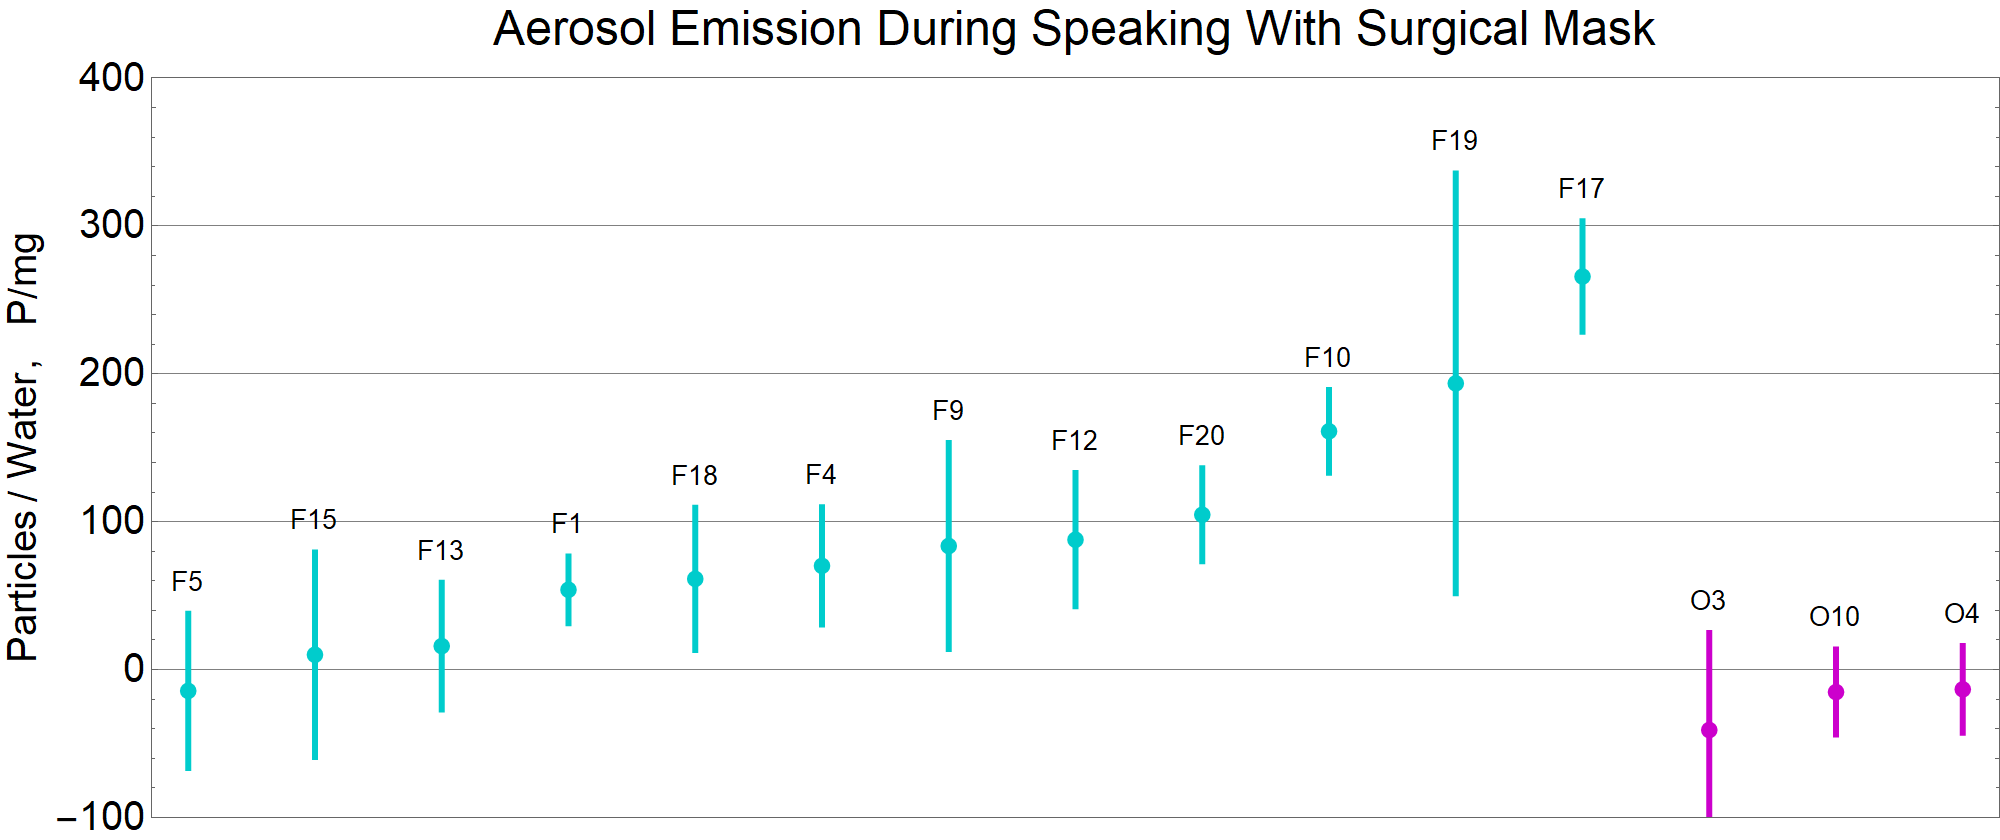 Aerosol Emission During Speaking With Surgical Mask
Particles / Water, P/mg
400
300
200
100
0
−100
F5
F15
F13
F1
F18
F4
F9
F12
F20
F10
F19
F17
O3
O10
O4